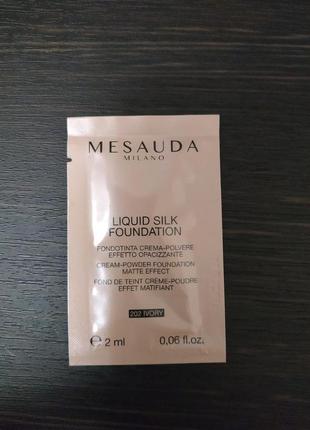 MESAUDA
MILANO
LIQUID SILK
FOUNDATION
FONDOTINTA CREMA-POLVERE
EFFETTO OPACIZZANTE
CREAM-POWDER FOUNDATION
MATTE EFFECT
FOND DE TEINT CRÈME-POUDRE
EFFET MATIFIANT
202 IVORY
℮ 2 ml 0,06 fl.oz.